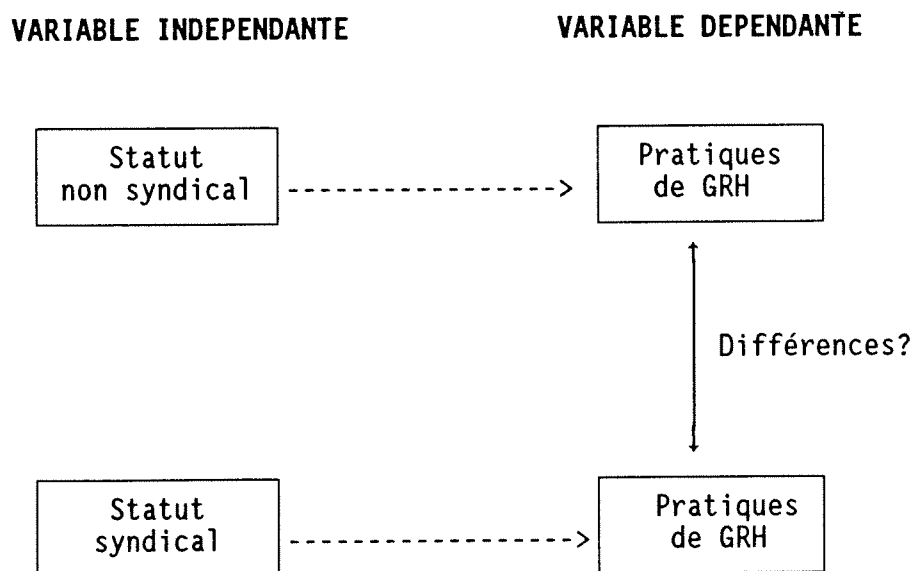 VARIABLE INDEPENDANTE
VARIABLE DEPENDANTE
Statut
non syndical
Pratiques
de GRH
Différences?
Statut
syndical
Pratiques
de GRH